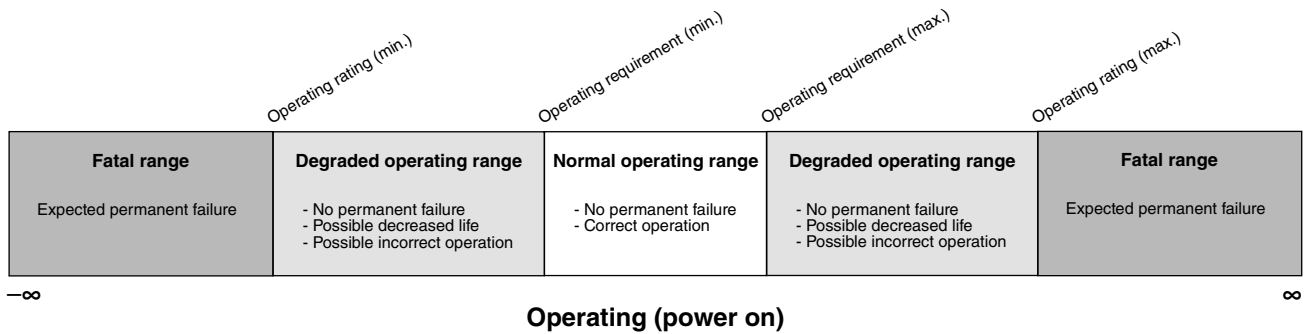 Operating rating (min.)
Operating requirement (min.)
Operating requirement (max.)
Operating rating (max.)
Fatal range
Expected permanent failure
Degraded operating range
- No permanent failure
- Possible decreased life
- Possible incorrect operation
Normal operating range
- No permanent failure
- Correct operation
Degraded operating range
- No permanent failure
- Possible decreased life
- Possible incorrect operation
Fatal range
Expected permanent failure
–∞
∞
Operating (power on)